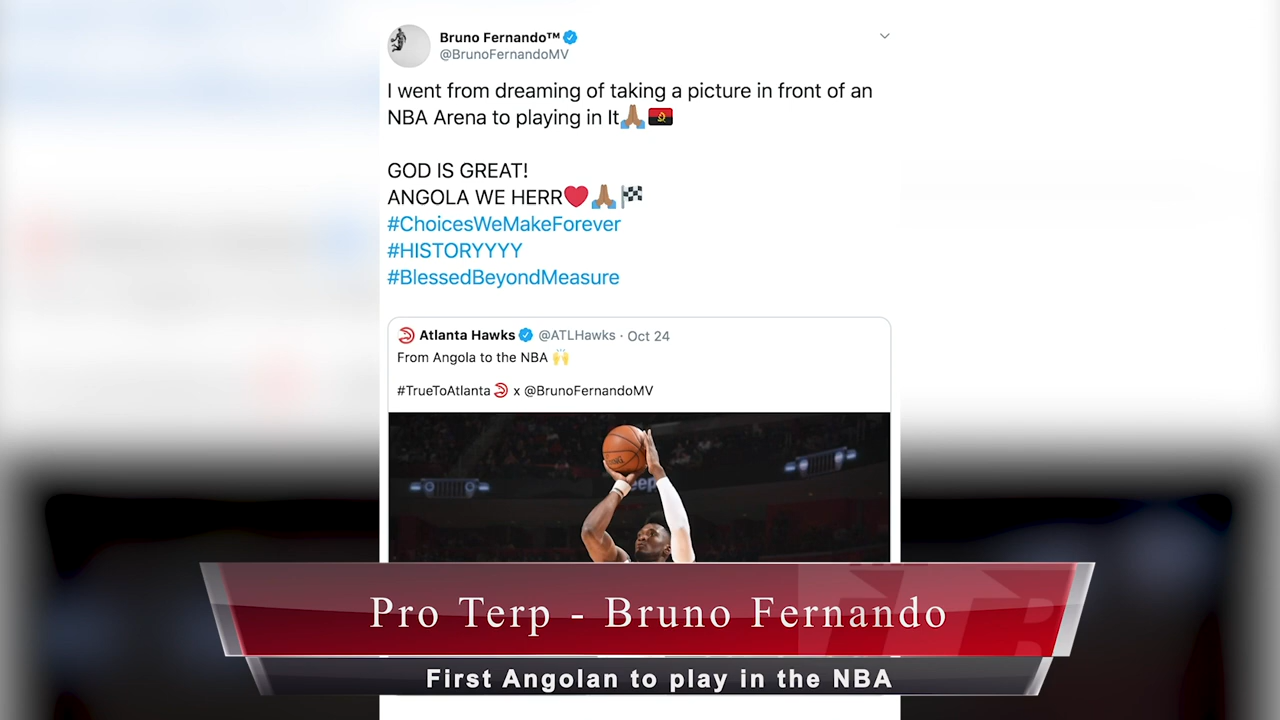 Bruno Fernando™
@BrunoFernandoMV
I went from dreaming of taking a picture in front of an
NBA Arena to playing in It🙏🏽🇦🇴
GOD IS GREAT!
ANGOLA WE HERR❤️🙏🏽🏁
#ChoicesWeMakeForever
#HISTORYYYY
#BlessedBeyondMeasure
Atlanta Hawks @ATLHawks · Oct 24
From Angola to the NBA 🙌
#TrueToAtlanta x @BrunoFernandoMV
Jeep
Pro Terp - Bruno Fernando
First Angolan to play in the NBA